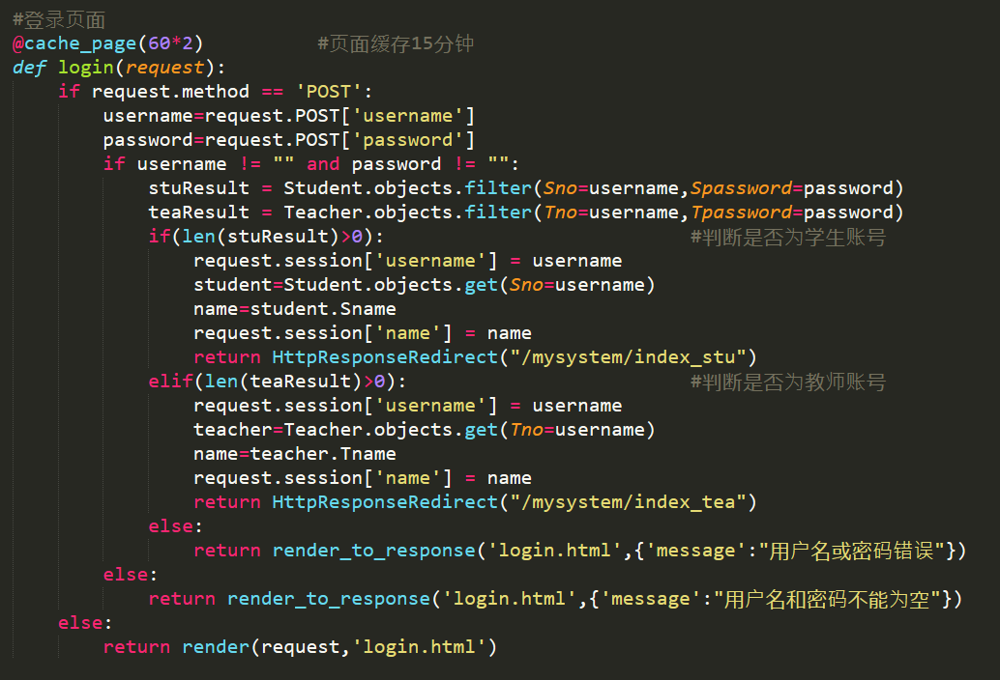 #登录页面
@cache_page(60*2)          #页面缓存15分钟
def login(request):
    if request.method == 'POST':
        username=request.POST['username']
        password=request.POST['password']
        if username != "" and password != "":
            stuResult = Student.objects.filter(Sno=username,Spassword=password)
            teaResult = Teacher.objects.filter(Tno=username,Tpassword=password)
            if(len(stuResult)>0):                           #判断是否为学生账号
                request.session['username'] = username
                student=Student.objects.get(Sno=username)
                name=student.Sname
                request.session['name'] = name
                return HttpResponseRedirect("/mysystem/index_stu")
            elif(len(teaResult)>0):                         #判断是否为教师账号
                request.session['username'] = username
                teacher=Teacher.objects.get(Tno=username)
                name=teacher.Tname
                request.session['name'] = name
                return HttpResponseRedirect("/mysystem/index_tea")
            else:
                return render_to_response('login.html',{'message':"用户名或密码错误"})
        else:
            return render_to_response('login.html',{'message':"用户名和密码不能为空"})
    else:
        return render(request,'login.html')